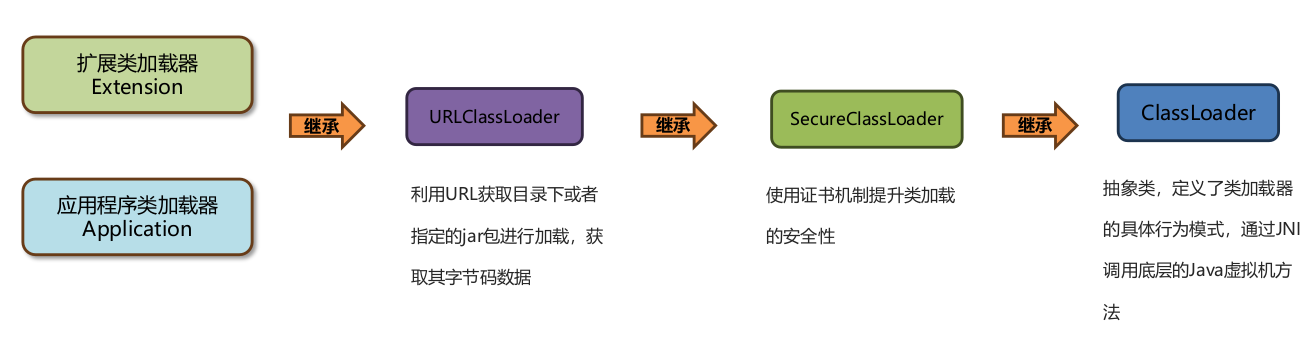 扩展类加载器
Extension
应用程序类加载器
Application
继承
URLClassLoader
利用URL获取目录下或者
指定的jar包进行加载，获
取其字节码数据
继承
SecureClassLoader
使用证书机制提升类加载
的安全性
继承
ClassLoader
抽象类，定义了类加载器
的具体行为模式，通过JNI
调用底层的Java虚拟机方
法